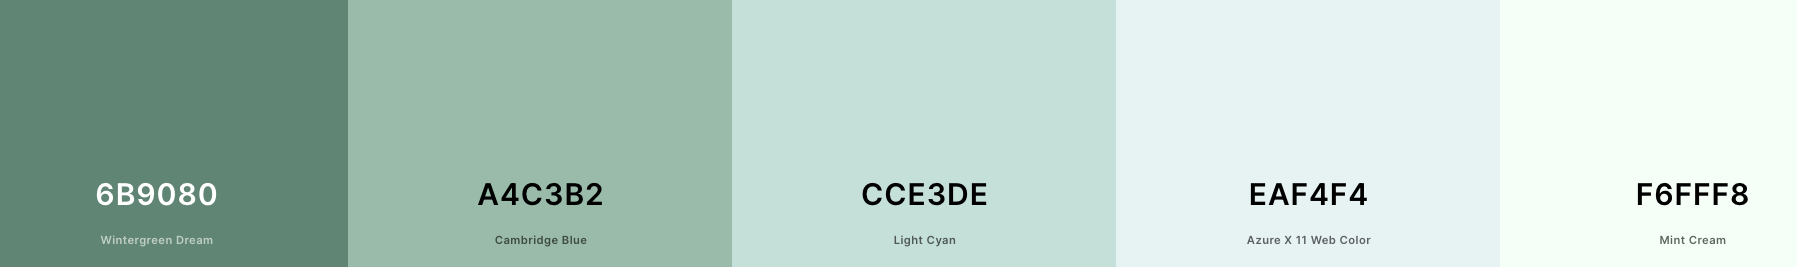 6B9080
Wintergreen Dream
A4C3B2
Cambridge Blue
CCE3DE
Light Cyan
EAF4F4
Azure X 11 Web Color
F6FFF8
Mint Cream